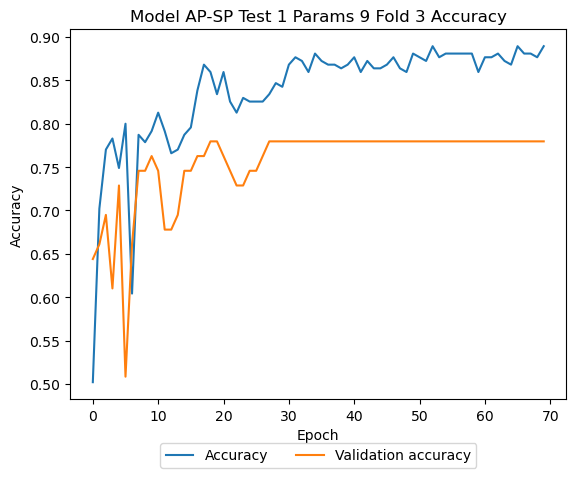 Model AP-SP Test 1 Params 9 Fold 3 Accuracy
0.90
0.85
0.80
0.75
0.70
0.65
0.60
0.55
0.50
Accuracy
0 10 20 30 40 50 60 70
Epoch
Accuracy Validation accuracy